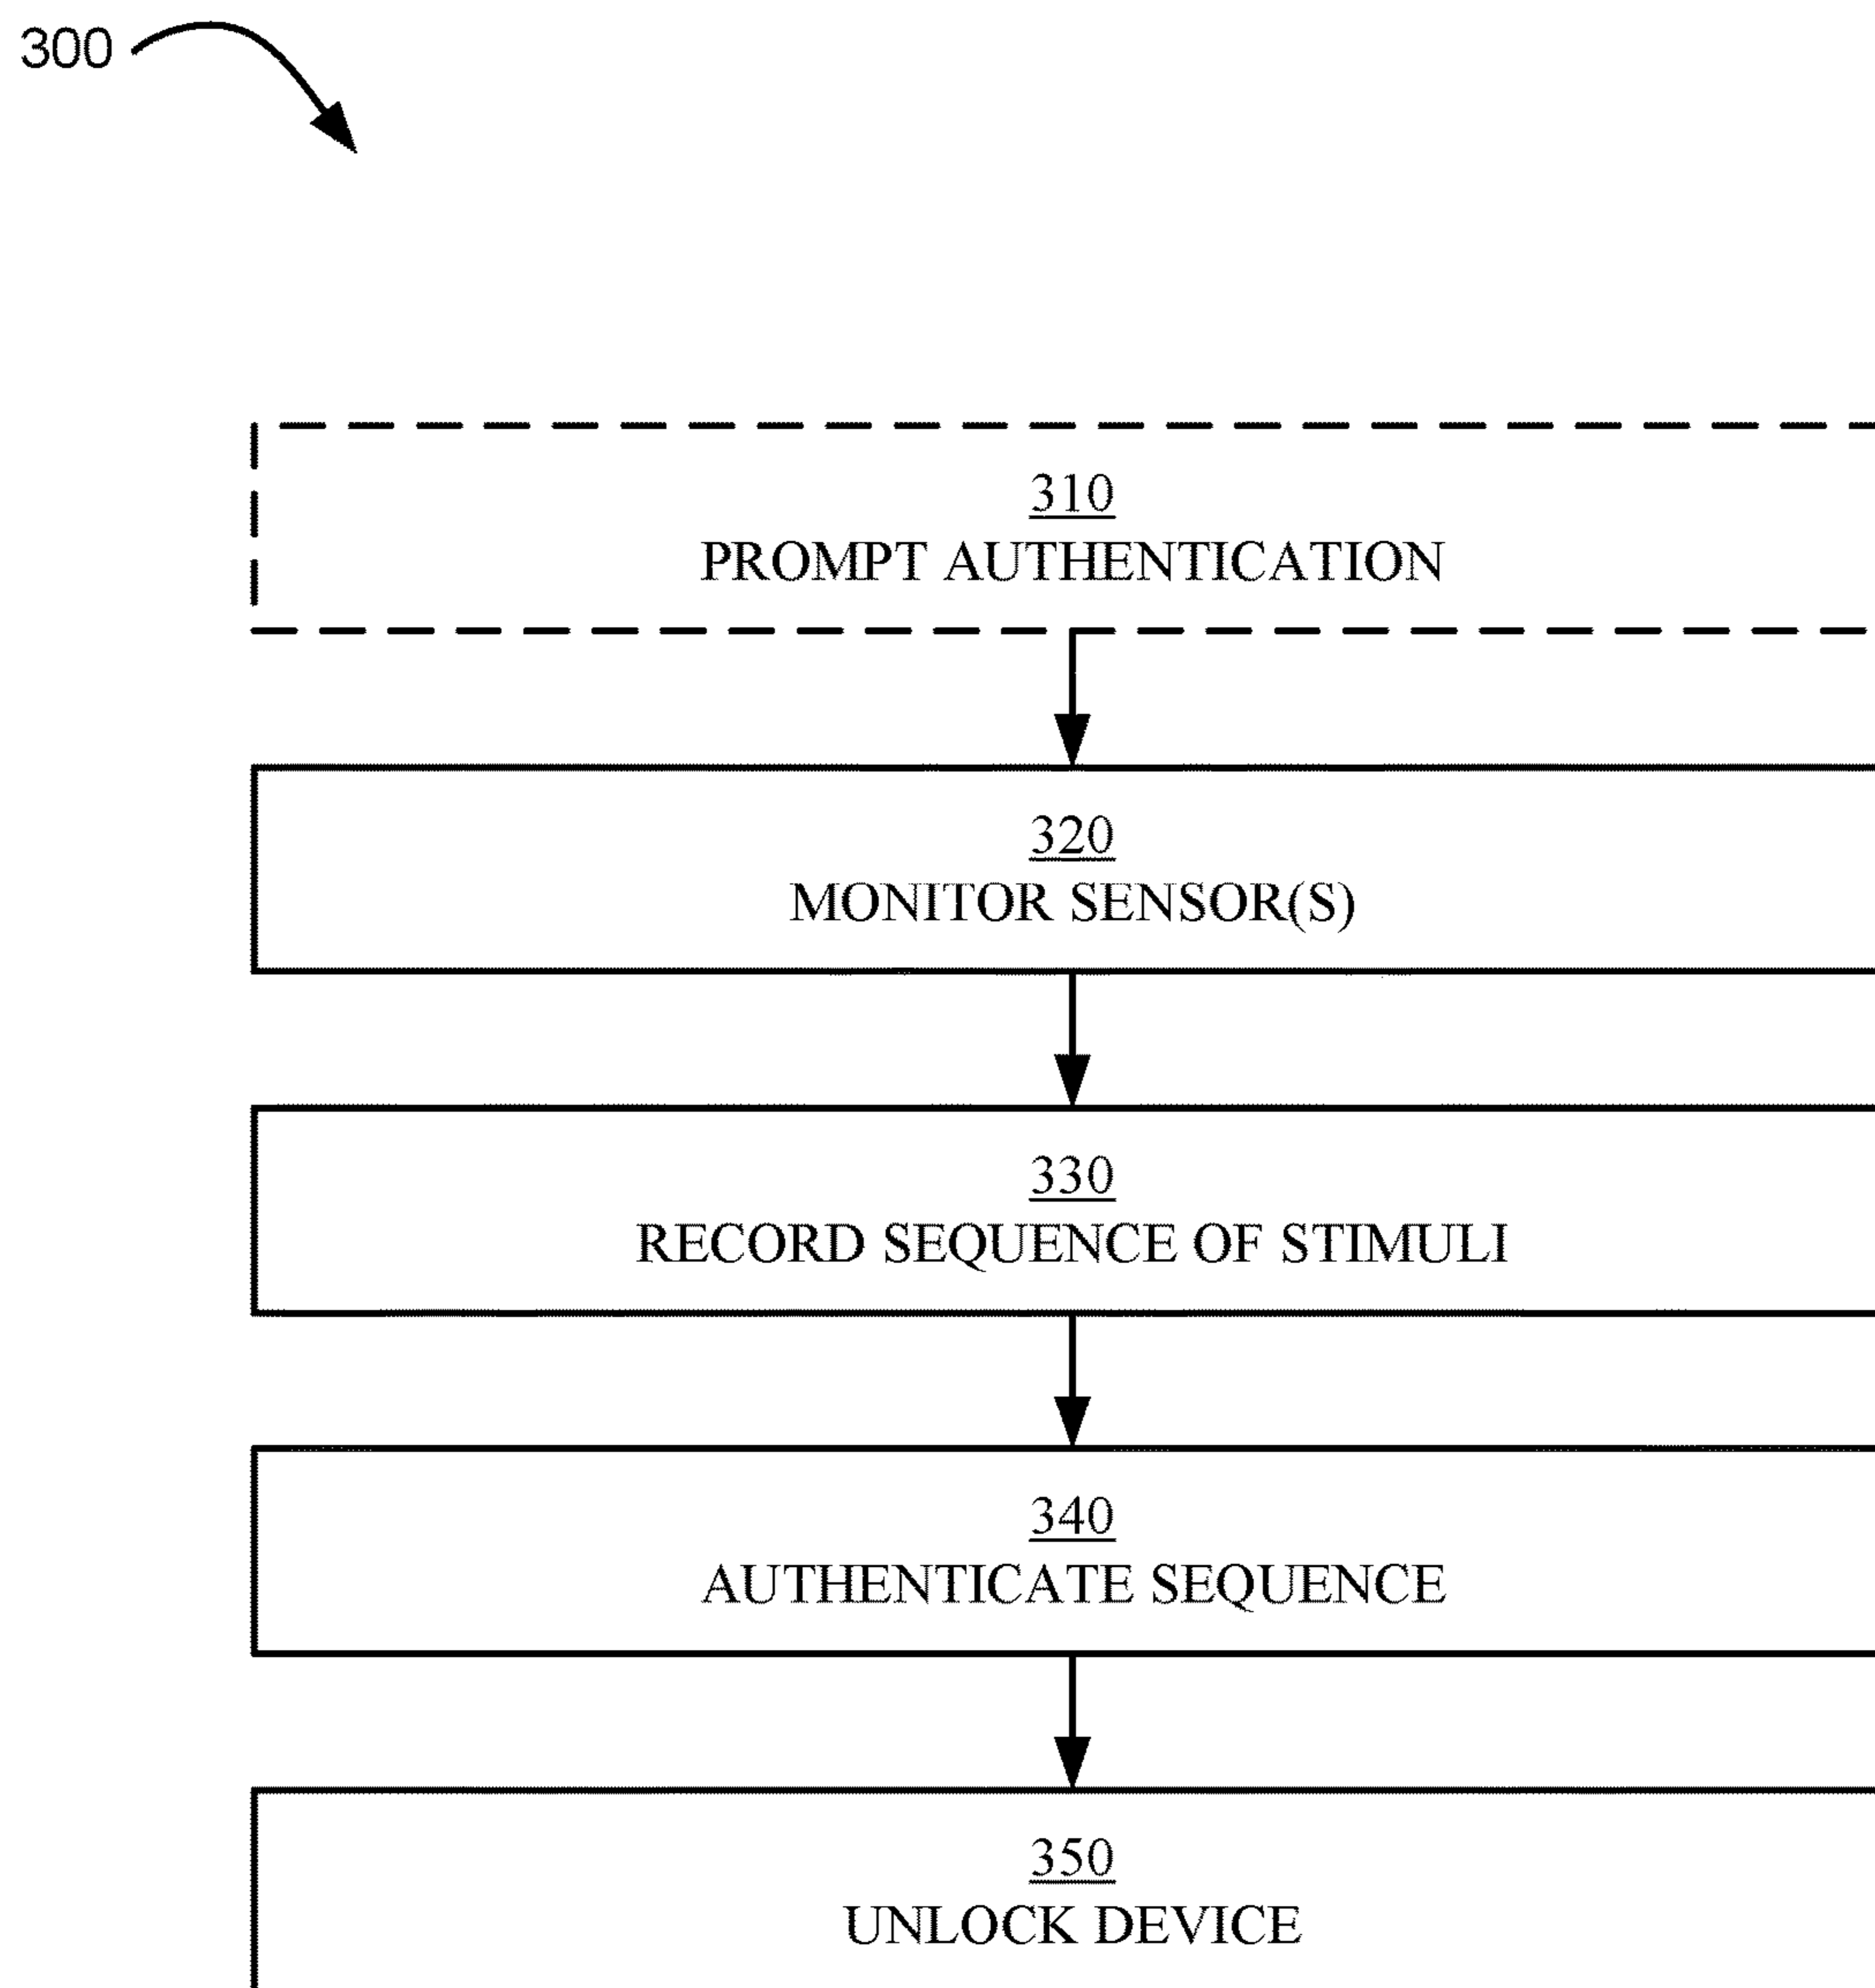 300
310
PROMPT AUTHENTICATION
320
MONITOR SENSOR(S)
330
RECORD SEQUENCE OF STIMULI
340
AUTHENTICATE SEQUENCE
350
UNLOCK DEVICE